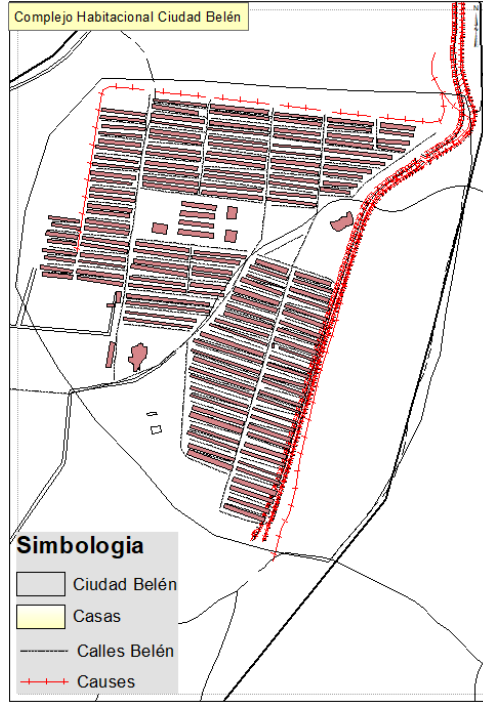 Complejo Habitacional Ciudad Belén
Simbologia
Ciudad Belén
Casas
Calles Belén
Causes